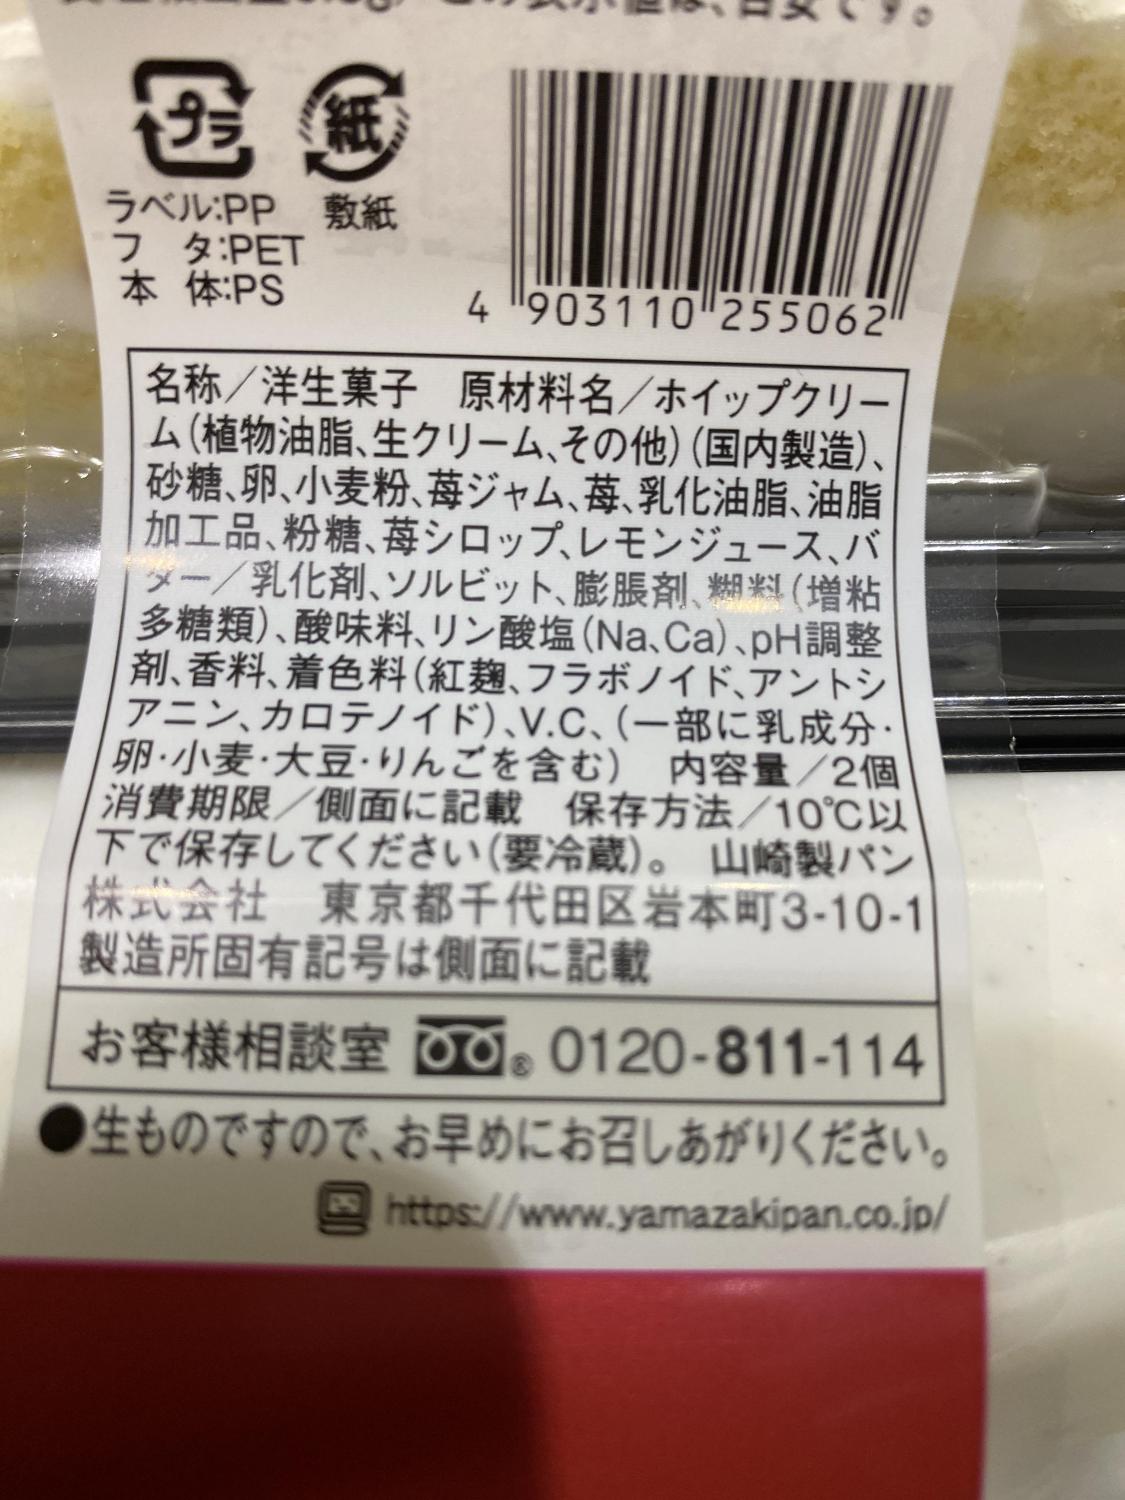 この表示値は、目安です。
プラ
紙
ラベル:PP 敷紙
フ タ:PET
本 体:PS
4 903110 255062
名称/洋生菓子 原材料名/ホイップクリー
ム(植物油脂、生クリーム、その他)(国内製造)、
砂糖、卵、小麦粉、苺ジャム、苺、乳化油脂、油脂
加工品、粉糖、苺シロップ、レモンジュース、バ
ター/乳化剤、ソルビット、膨脹剤、糊料(増粘
多糖類)、酸味料、リン酸塩(Na、Ca)、pH調整
剤、香料、着色料(紅麹、フラボノイド、アントシ
アニン、カロテノイド)、V.C.、(一部に乳成分・
卵・小麦・大豆・りんごを含む) 内容量/2個
消費期限/側面に記載 保存方法/10℃以
下で保存してください(要冷蔵)。 山崎製パン
株式会社 東京都千代田区岩本町3-10-1
製造所固有記号は側面に記載
お客様相談室 ® 0120-811-114
●生ものですので、お早めにお召しあがりください。
https://www.yamazakipan.co.jp/